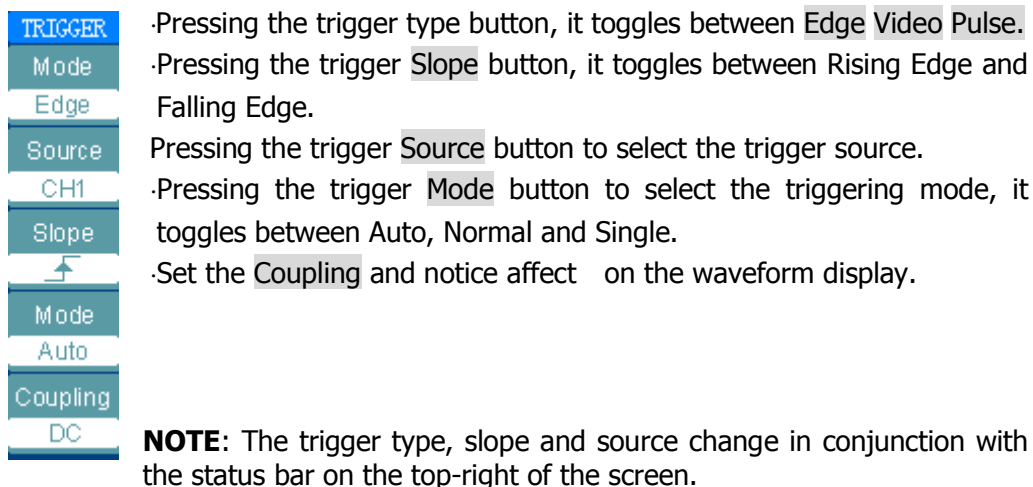 TRIGGER
Mode
Edge
Source
CH1
Slope
Mode
Auto
Coupling
DC
·Pressing the trigger type button, it toggles between Edge Video Pulse.
·Pressing the trigger Slope button, it toggles between Rising Edge and
Falling Edge.
Pressing the trigger Source button to select the trigger source.
·Pressing the trigger Mode button to select the triggering mode, it
toggles between Auto, Normal and Single.
·Set the Coupling and notice affect on the waveform display.
NOTE: The trigger type, slope and source change in conjunction with
the status bar on the top-right of the screen.